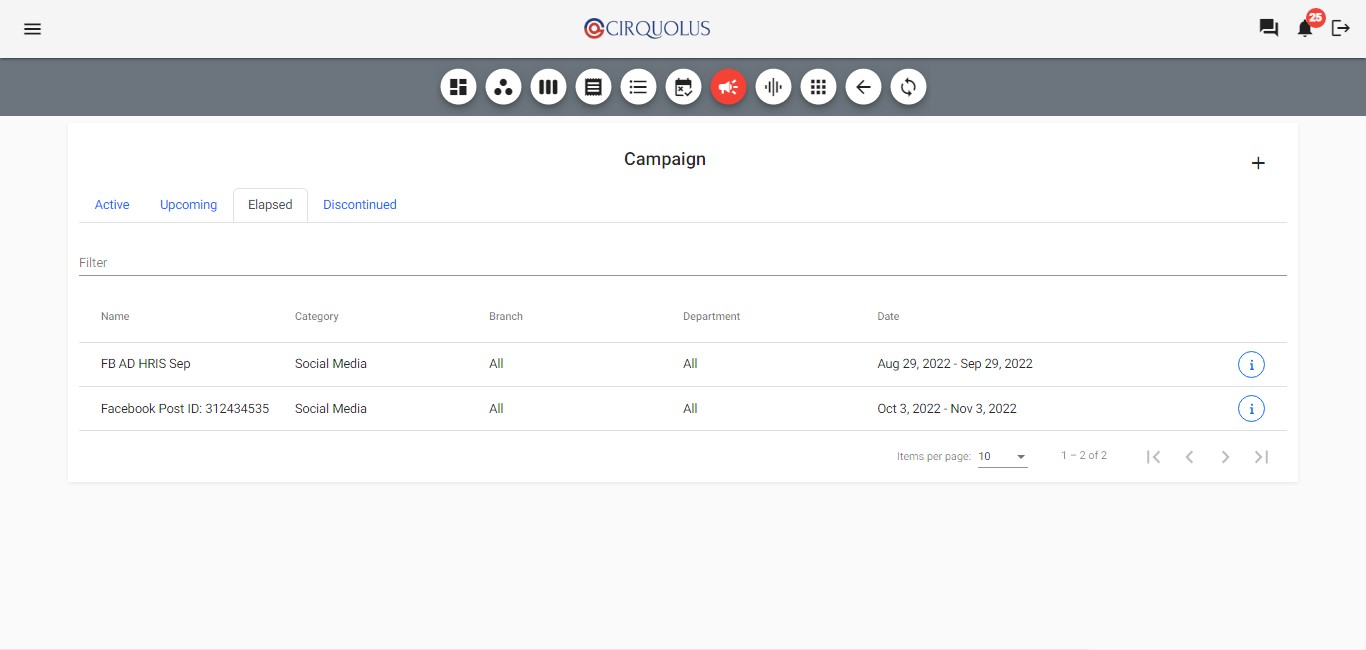 CIRQUOLUS
25
Campaign
Active Upcoming Elapsed Discontinued
Filter
Name Category Branch Department Date
FB AD HRIS Sep Social Media All All Aug 29, 2022 - Sep 29, 2022
Facebook Post ID: 312434535 Social Media All All Oct 3, 2022 - Nov 3, 2022
Items per page: 10 1 – 2 of 2